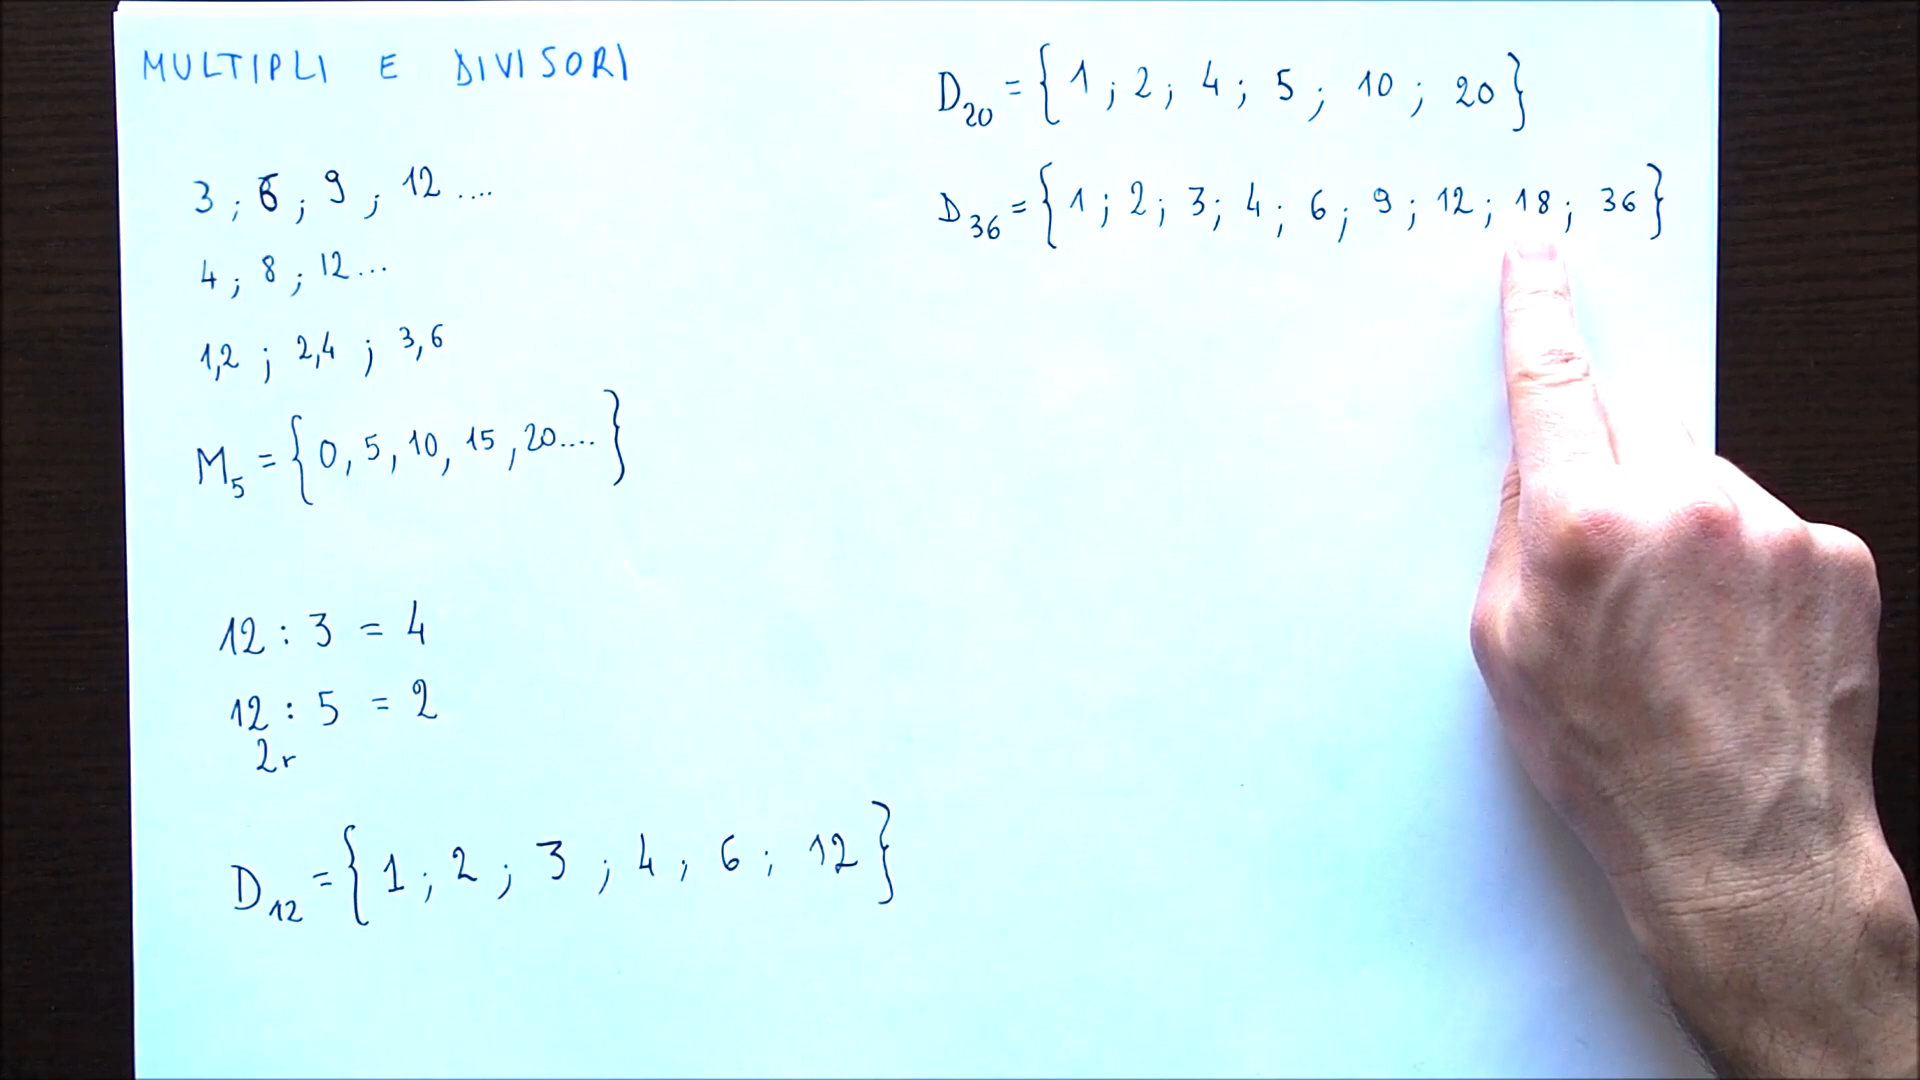 MULTIPLI E DIVISORI
3 ; 6 ; 9 ; 12 ....
4 ; 8 ; 12 ...
1,2 ; 2,4 ; 3,6
M5 = { 0, 5, 10, 15, 20.... }
12 : 3 = 4
12 : 5 = 2
2r
D12 = { 1 ; 2 ; 3 ; 4 ; 6 ; 12 }
D20 = { 1 ; 2 ; 4 ; 5 ; 10 ; 20 }
D36 = { 1 ; 2 ; 3 ; 4 ; 6 ; 9 ; 12 ; 18 ; 36 }